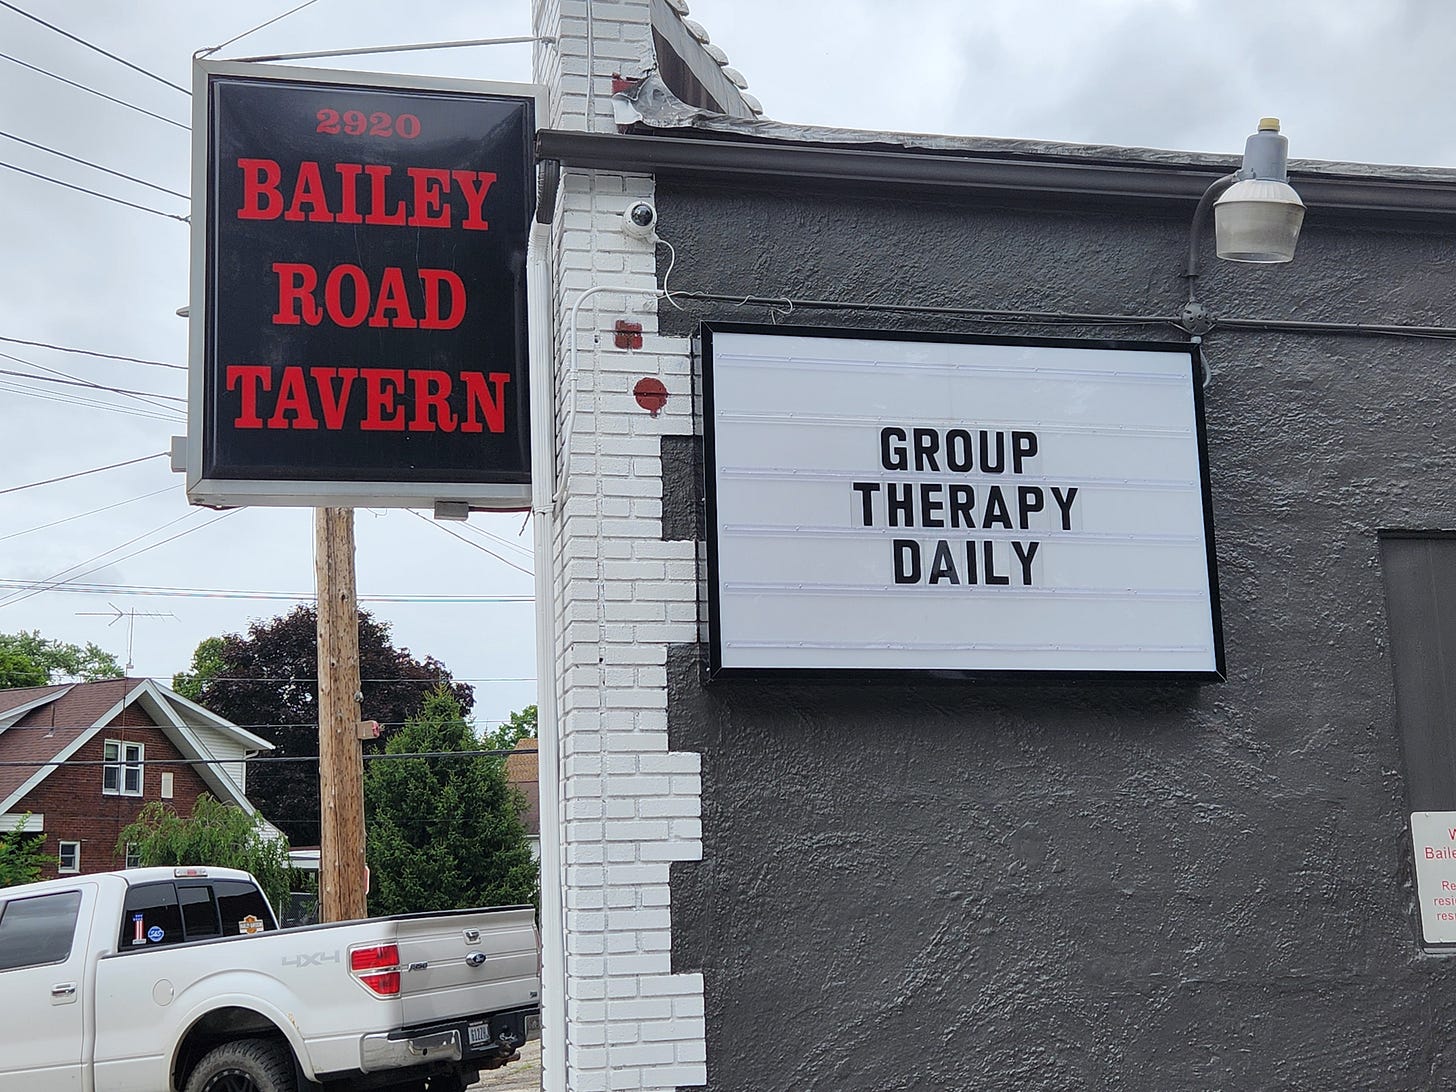 2920
BAILEY
ROAD
TAVERN
GROUP
THERAPY
DAILY
4X4